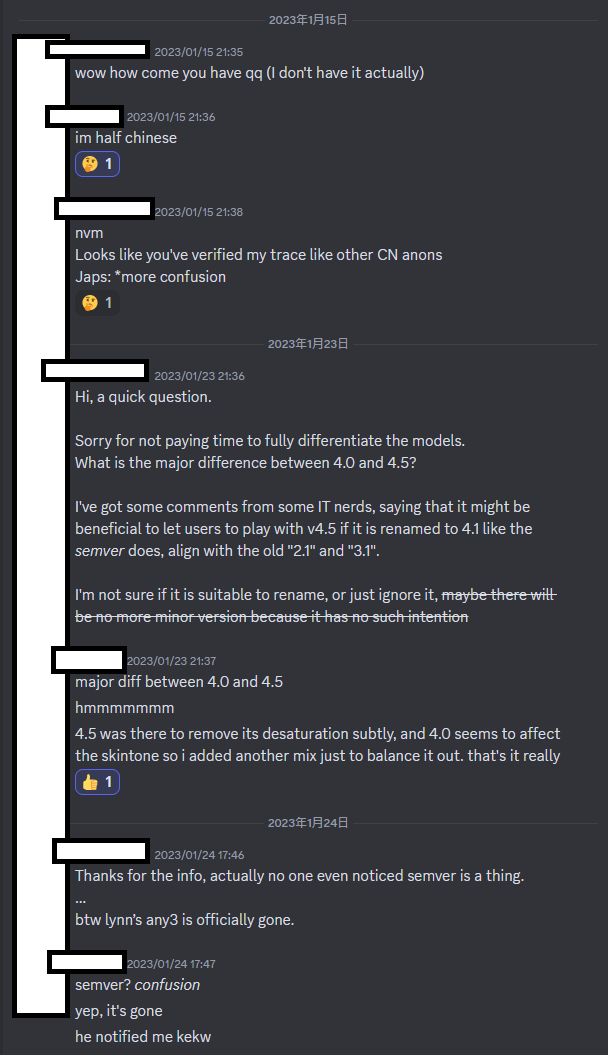 2023年1月15日
2023/01/15 21:35
wow how come you have qq (I don't have it actually)
2023/01/15 21:36
im half chinese
🤔 1
2023/01/15 21:38
nvm
Looks like you've verified my trace like other CN anons
Japs: *more confusion
🤔 1
2023年1月23日
2023/01/23 21:36
Hi, a quick question.
Sorry for not paying time to fully differentiate the models.
What is the major difference between 4.0 and 4.5?
I've got some comments from some IT nerds, saying that it might be
beneficial to let users to play with v4.5 if it is renamed to 4.1 like the
semver does, align with the old "2.1" and "3.1".
I'm not sure if it is suitable to rename, or just ignore it, maybe there will
be no more minor version because it has no such intention
2023/01/23 21:37
major diff between 4.0 and 4.5
hmmmmmmm
4.5 was there to remove its desaturation subtly, and 4.0 seems to affect
the skintone so i added another mix just to balance it out. that's it really
👍 1
2023年1月24日
2023/01/24 17:46
Thanks for the info, actually no one even noticed semver is a thing.
...
btw lynn's any3 is officially gone.
2023/01/24 17:47
semver? confusion
yep, it's gone
he notified me kekw